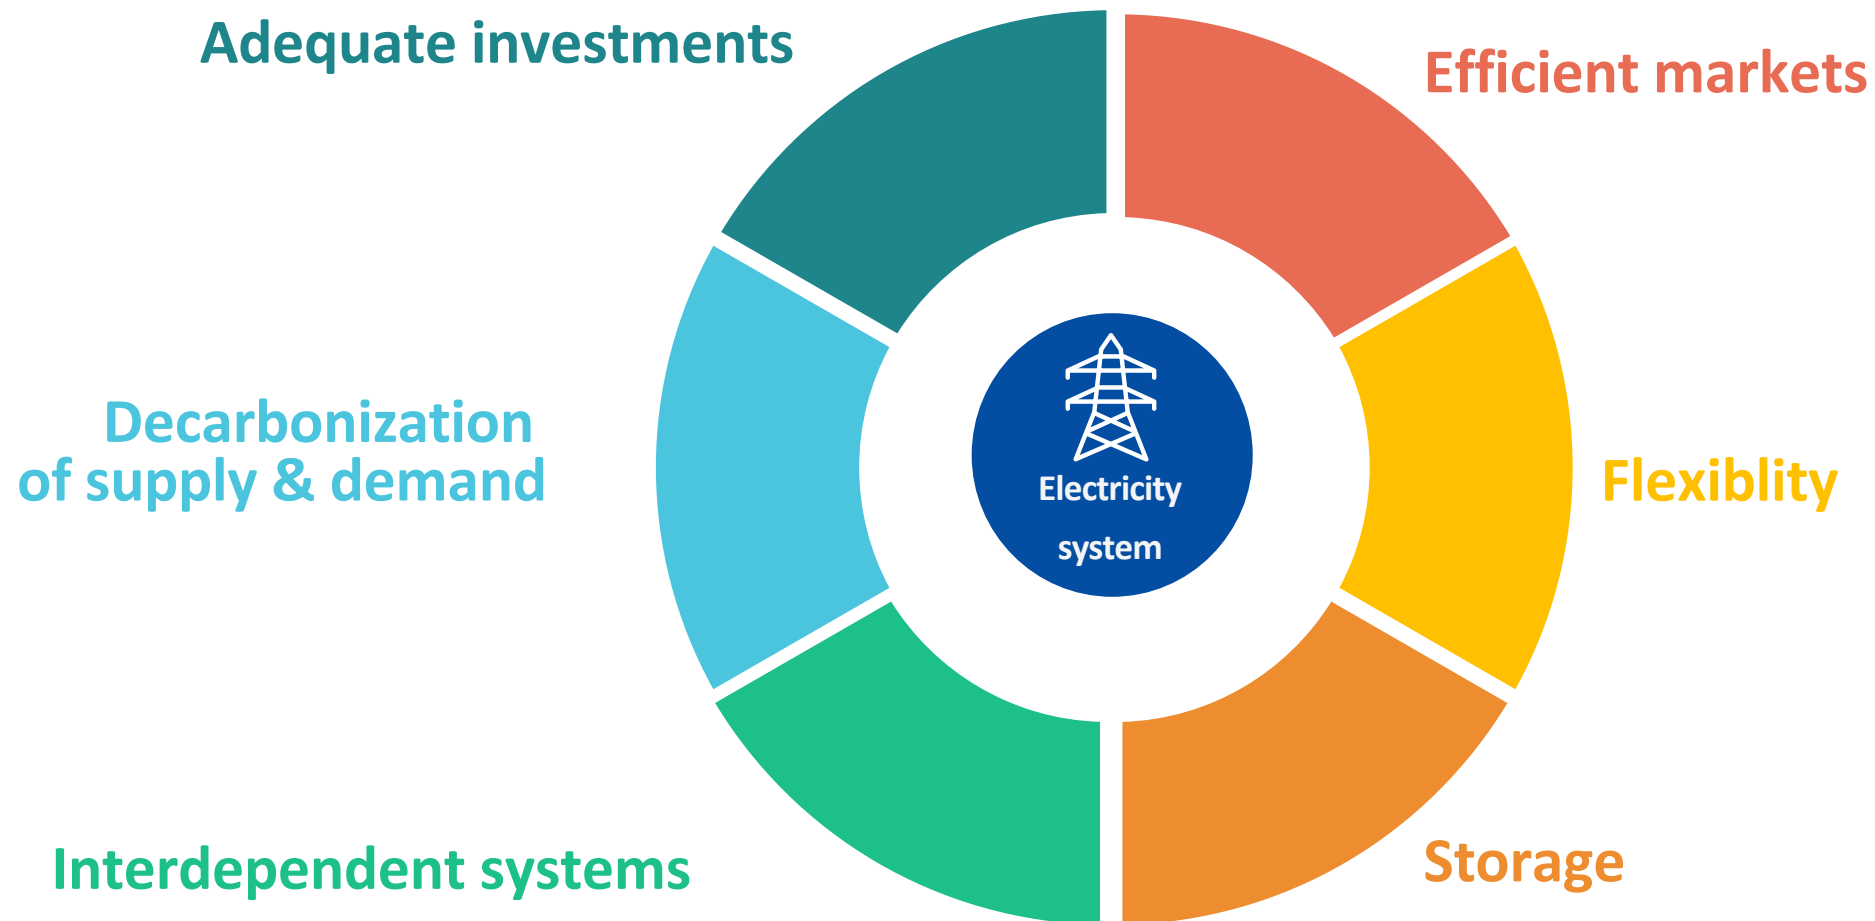 Adequate investments
Efficient markets
Decarbonization
of supply & demand
Electricity
system
Flexiblity
Interdependent systems
Storage